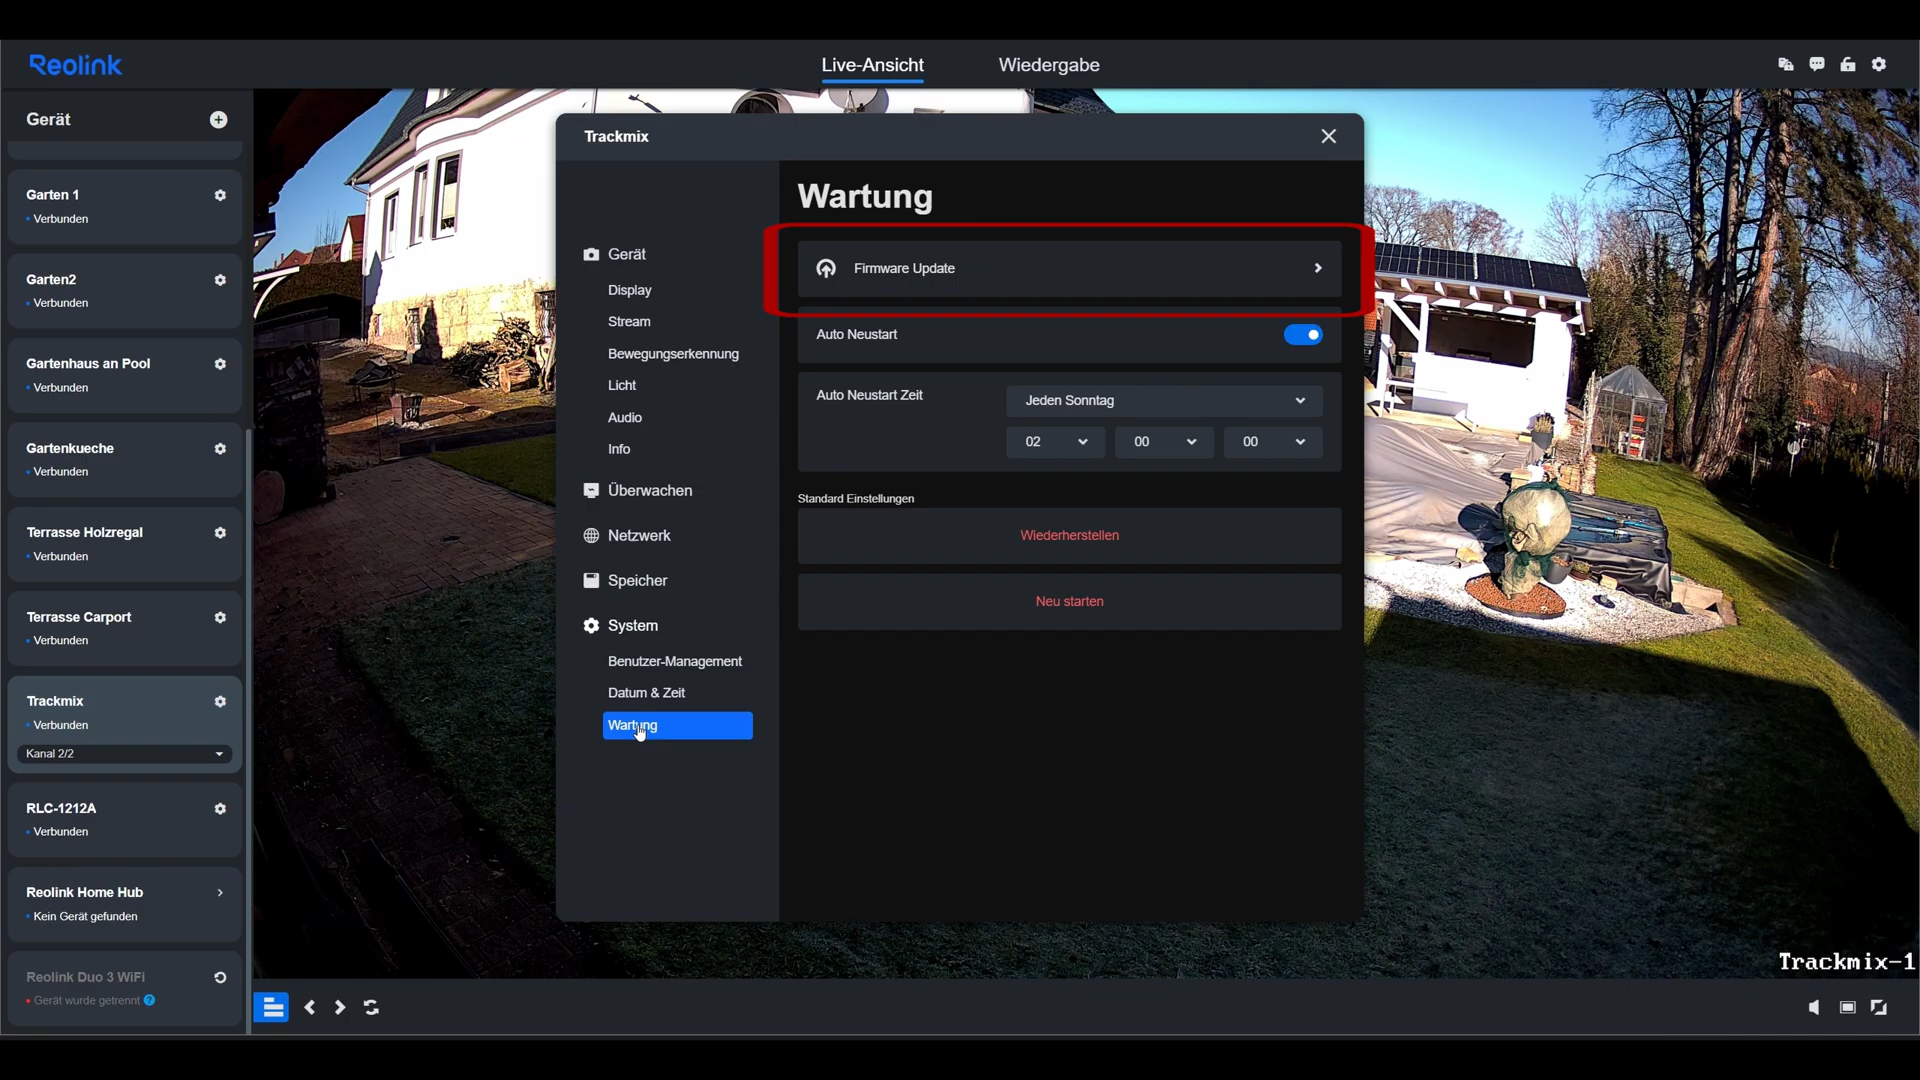 Reolink
Live-Ansicht
Wiedergabe
Gerät
Garten 1
Verbunden
Garten2
Verbunden
Gartenhaus an Pool
Verbunden
Gartenkueche
Verbunden
Terrasse Holzregal
Verbunden
Terrasse Carport
Verbunden
Trackmix
Verbunden
Kanal 2/2
RLC-1212A
Verbunden
Reolink Home Hub
Kein Gerät gefunden
Reolink Duo 3 WiFi
Gerät wurde getrennt ?
Trackmix
Gerät
Display
Stream
Bewegungserkennung
Licht
Audio
Info
Überwachen
Netzwerk
Speicher
System
Benutzer-Management
Datum & Zeit
Wartung
Wartung
Firmware Update
Auto Neustart
Auto Neustart Zeit
Jeden Sonntag
02 00 00
Standard Einstellungen
Wiederherstellen
Neu starten
Trackmix-1